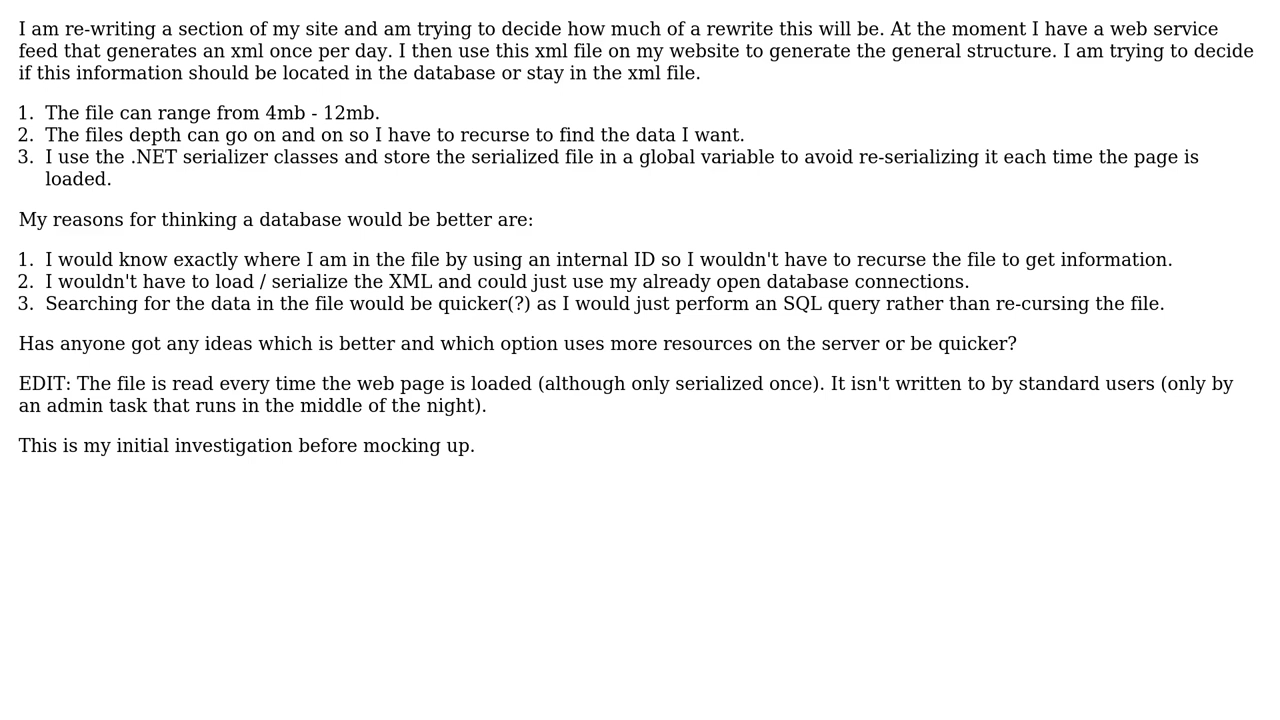 I am re-writing a section of my site and am trying to decide how much of a rewrite this will be. At the moment I have a web service
feed that generates an xml once per day. I then use this xml file on my website to generate the general structure. I am trying to decide
if this information should be located in the database or stay in the xml file.
1. The file can range from 4mb - 12mb.
2. The files depth can go on and on so I have to recurse to find the data I want.
3. I use the .NET serializer classes and store the serialized file in a global variable to avoid re-serializing it each time the page is
loaded.
My reasons for thinking a database would be better are:
1. I would know exactly where I am in the file by using an internal ID so I wouldn't have to recurse the file to get information.
2. I wouldn't have to load / serialize the XML and could just use my already open database connections.
3. Searching for the data in the file would be quicker(?) as I would just perform an SQL query rather than re-cursing the file.
Has anyone got any ideas which is better and which option uses more resources on the server or be quicker?
EDIT: The file is read every time the web page is loaded (although only serialized once). It isn't written to by standard users (only by
an admin task that runs in the middle of the night).
This is my initial investigation before mocking up.